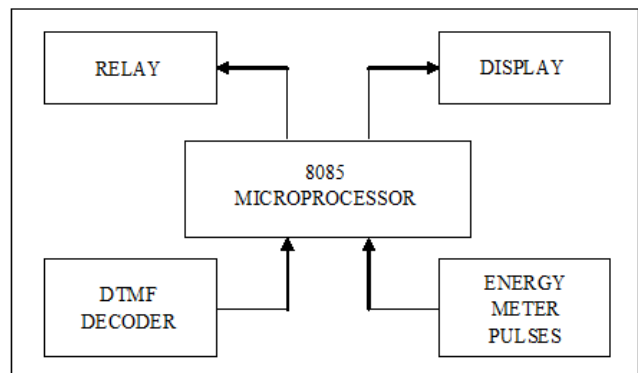 RELAY
DISPLAY
8085
MICROPROCESSOR
DTMF
DECODER
ENERGY
METER
PULSES